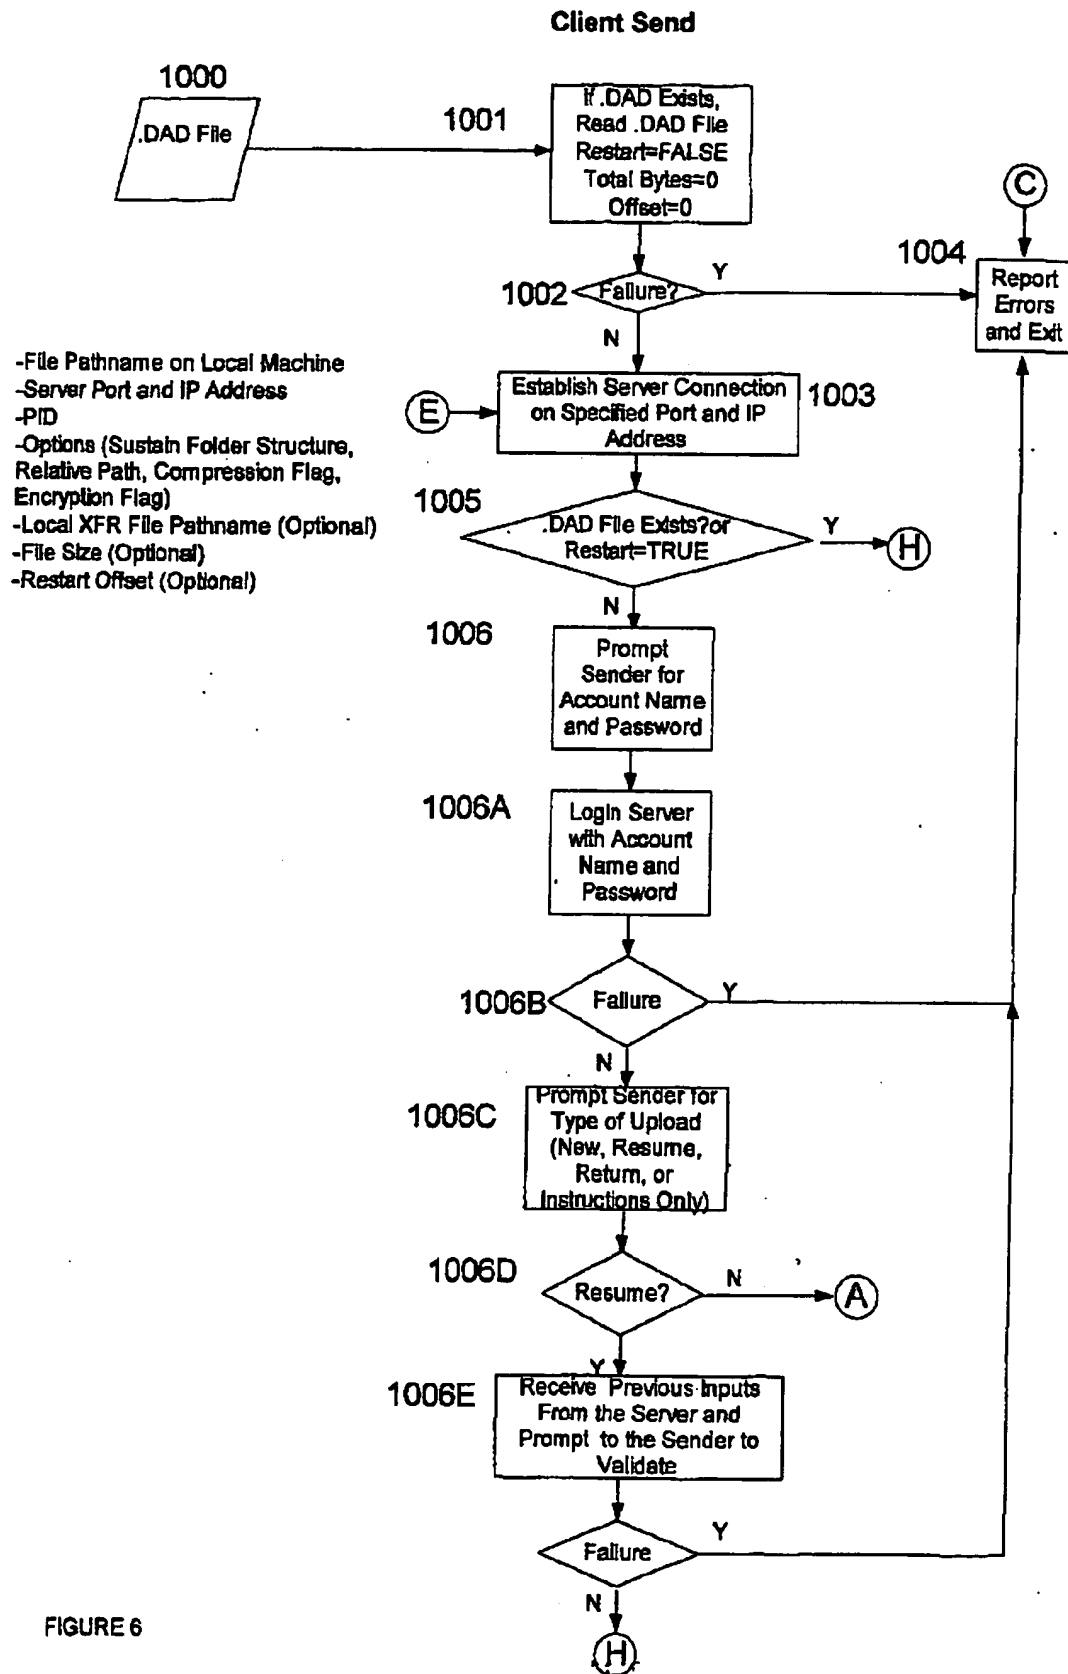 Client Send
1000
.DAD File
1001
If .DAD Exists,
Read .DAD File
Restart=FALSE
Total Bytes=0
Offset=0
C
1002
Failure?
Y
N
1004
Report
Errors
and Exit
-File Pathname on Local Machine
-Server Port and IP Address
-PID
-Options (Sustain Folder Structure,
Relative Path, Compression Flag,
Encryption Flag)
-Local XFR File Pathname (Optional)
-File Size (Optional)
-Restart Offset (Optional)
E
Establish Server Connection
on Specified Port and IP
Address
1003
1005
.DAD File Exists?or
Restart=TRUE
Y
H
N
1006
Prompt
Sender for
Account Name
and Password
1006A
Login Server
with Account
Name and
Password
1006B
Failure
Y
N
1006C
Prompt Sender for
Type of Upload
(New, Resume,
Return, or
Instructions Only)
1006D
Resume?
N
A
Y
1006E
Receive Previous Inputs
From the Server and
Prompt to the Sender to
Validate
Failure
Y
N
H
FIGURE 6